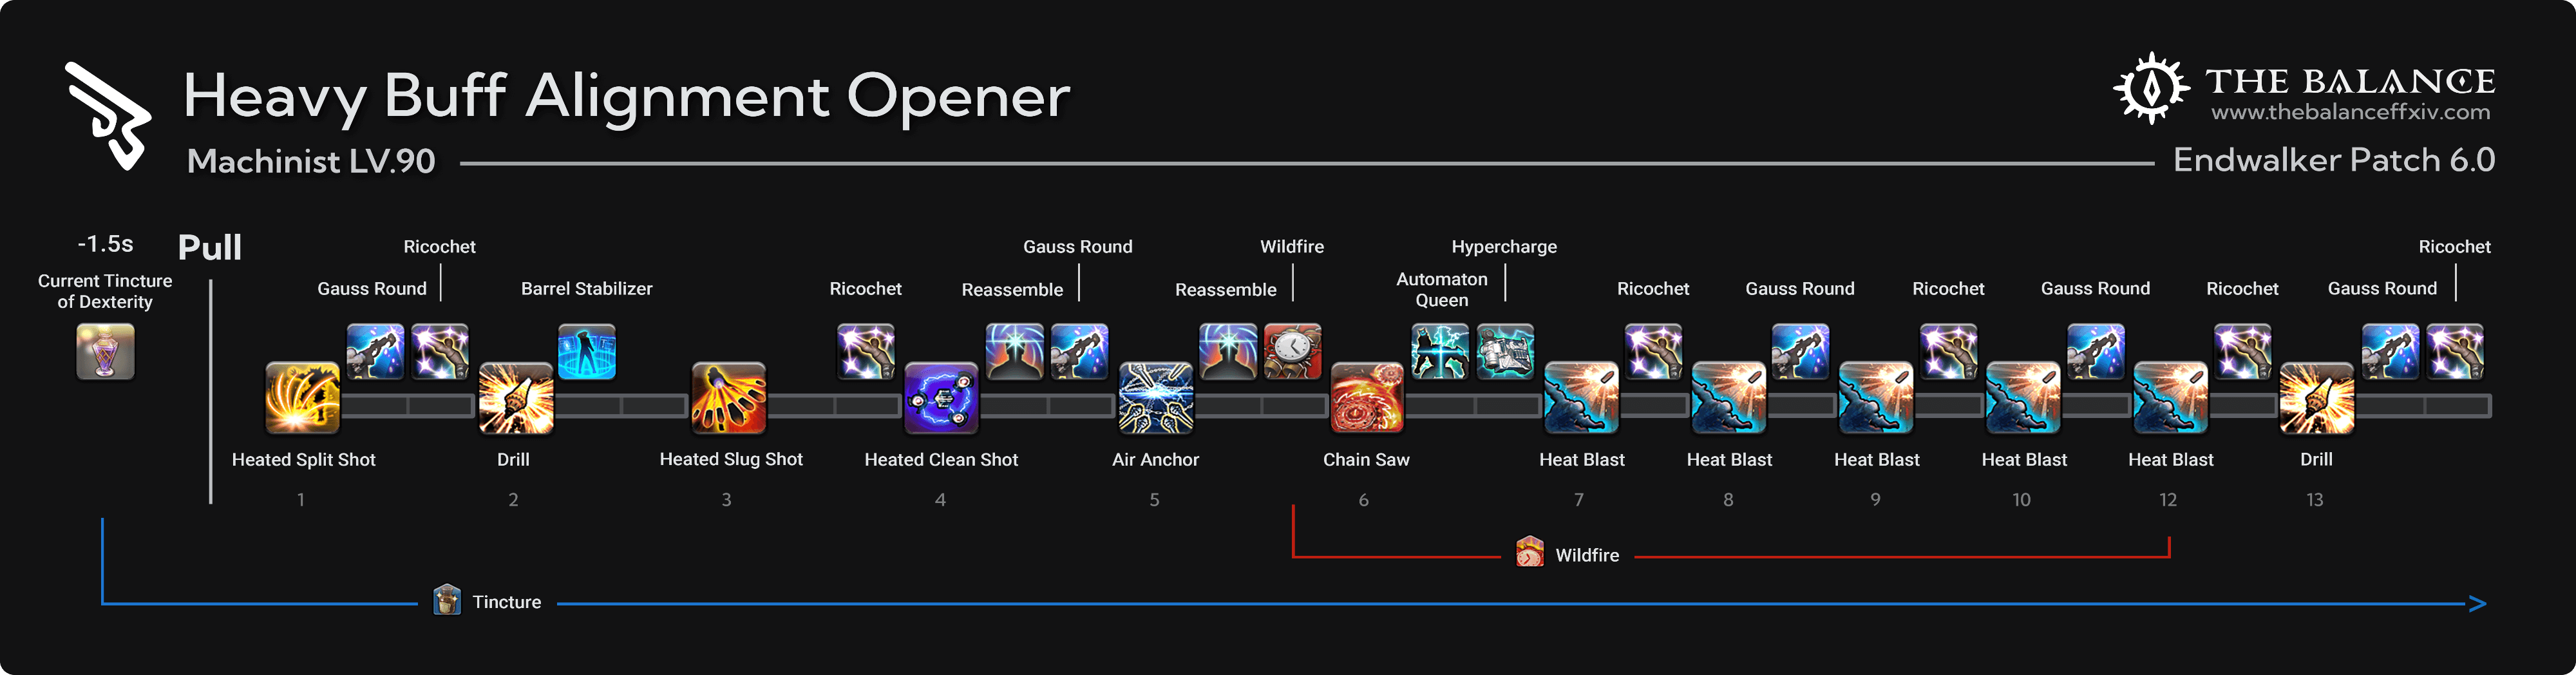 Heavy Buff Alignment Opener
THE BALANCE
www.thebalanceffxiv.com
Machinist LV.90
Endwalker Patch 6.0
-1.5s
Pull
Current Tincture
of Dexterity
Gauss Round
Ricochet
Barrel Stabilizer
Ricochet
Reassemble
Gauss Round
Reassemble
Wildfire
Automaton
Queen
Hypercharge
Ricochet
Gauss Round
Ricochet
Gauss Round
Ricochet
Gauss Round
Ricochet
Heated Split Shot
Drill
Heated Slug Shot
Heated Clean Shot
Air Anchor
Chain Saw
Heat Blast
Heat Blast
Heat Blast
Heat Blast
Heat Blast
Drill
1
2
3
4
5
6
7
8
9
10
11
12
13
Wildfire
Tincture